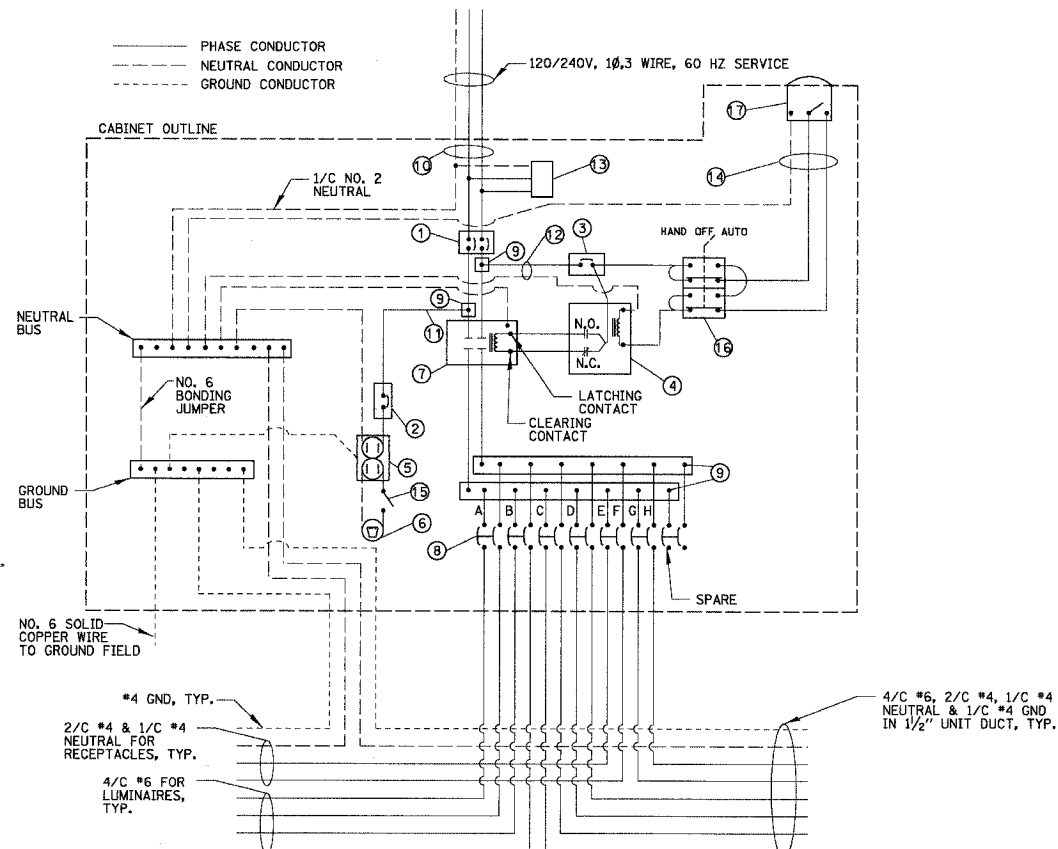 PHASE CONDUCTOR
NEUTRAL CONDUCTOR
GROUND CONDUCTOR
120/240V, 1Ø,3 WIRE, 60 HZ SERVICE
17
CABINET OUTLINE
10
13
14
1/C NO. 2
NEUTRAL
1
9
12
3
HAND OFF AUTO
NEUTRAL
BUS
9
11
N.O.
N.C.
16
7
4
NO. 6
BONDING
JUMPER
LATCHING
CONTACT
CLEARING
CONTACT
2
5
9
GROUND
BUS
15
A B C D E F G H
6
8
SPARE
NO. 6 SOLID
COPPER WIRE
TO GROUND FIELD
#4 GND, TYP.
2/C #4 & 1/C #4
NEUTRAL FOR
RECEPTACLES, TYP.
4/C #6 FOR
LUMINAIRES,
TYP.
4/C #6, 2/C #4, 1/C #4
NEUTRAL & 1/C #4 GND
IN 1½" UNIT DUCT, TYP.